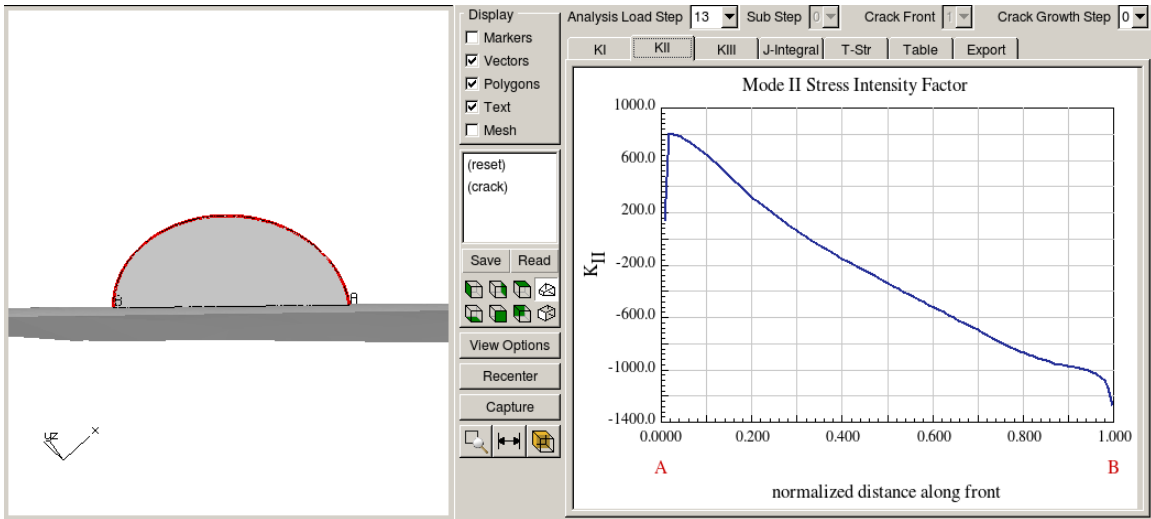 B A
yz x
Display
Markers
Vectors
Polygons
Text
Mesh
(reset)
(crack)
Save Read
View Options
Recenter
Capture
Analysis Load Step 13 Sub Step 0 Crack Front 1 Crack Growth Step 0
KI KII KIII J-Integral T-Str Table Export
Mode II Stress Intensity Factor
1000.0
600.0
200.0
-200.0
-600.0
-1000.0
-1400.0
KII
0.0000 0.200 0.400 0.600 0.800 1.000
A B
normalized distance along front